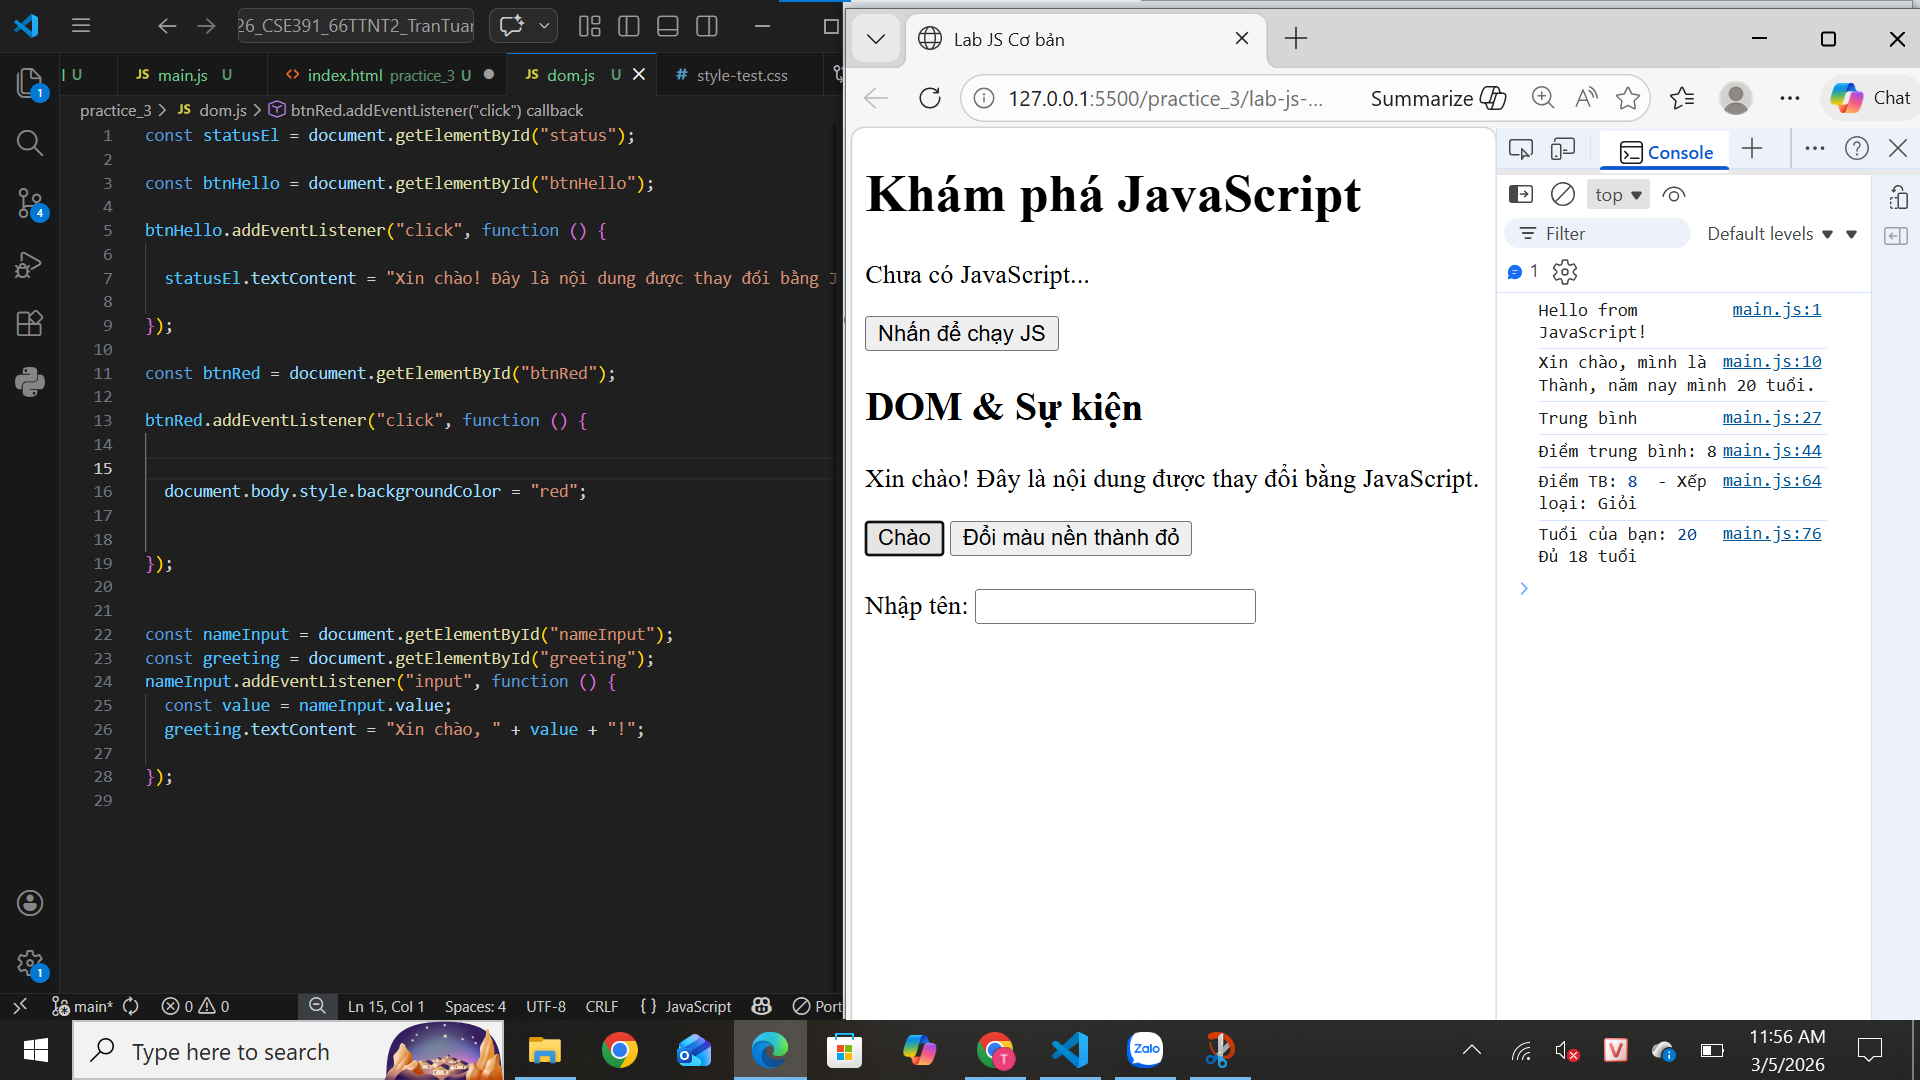 26_CSE391_66TTNT2_TranTuar
U
JS main.js U
<> index.html practice_3 U
JS dom.js U
# style-test.css
practice_3 > JS dom.js > btnRed.addEventListener("click") callback
1 const statusEl = document.getElementById("status");
2
3 const btnHello = document.getElementById("btnHello");
4
5 btnHello.addEventListener("click", function () {
6
7 statusEl.textContent = "Xin chào! Đây là nội dung được thay đổi bằng J
8
9 });
10
11 const btnRed = document.getElementById("btnRed");
12
13 btnRed.addEventListener("click", function () {
14
15
16 document.body.style.backgroundColor = "red";
17
18
19 });
20
21
22 const nameInput = document.getElementById("nameInput");
23 const greeting = document.getElementById("greeting");
24 nameInput.addEventListener("input", function () {
25 const value = nameInput.value;
26 greeting.textContent = "Xin chào, " + value + "!";
27
28 });
29
1
4
1
main* 0 0 Ln 15, Col 1 Spaces: 4 UTF-8 CRLF { } JavaScript Port
Lab JS Cơ bản
127.0.0.1:5500/practice_3/lab-js-... Summarize Chat
Khám phá JavaScript
Chưa có JavaScript...
Nhấn để chạy JS
DOM & Sự kiện
Xin chào! Đây là nội dung được thay đổi bằng JavaScript.
Chào Đổi màu nền thành đỏ
Nhập tên:
Console
top
Filter Default levels
1
Hello from JavaScript! main.js:1
Xin chào, mình là Thành, năm nay mình 20 tuổi. main.js:10
Trung bình main.js:27
Điểm trung bình: 8 main.js:44
Điểm TB: 8 - Xếp loại: Giỏi main.js:64
Tuổi của bạn: 20 main.js:76
Đủ 18 tuổi
Type here to search
T
Zalo
V
11:56 AM
3/5/2026